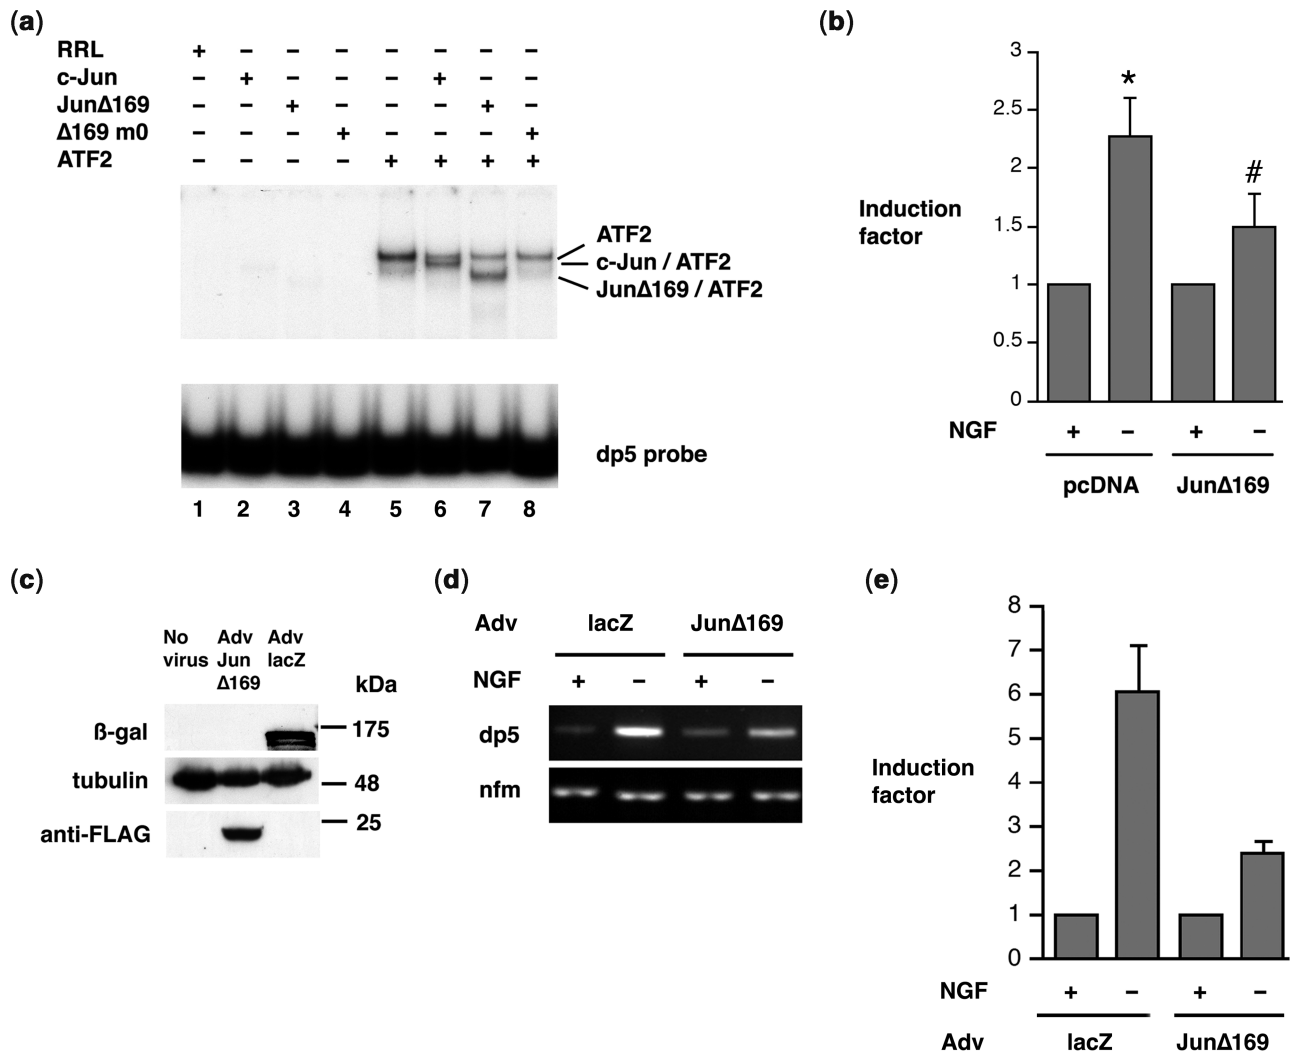 (a)
RRL + – – – – – – –
c-Jun – + – – – + – –
JunΔ169 – – + – – – + –
Δ169 m0 – – – + – – – +
ATF2 – – – – + + + +
ATF2
c-Jun / ATF2
JunΔ169 / ATF2
dp5 probe
1 2 3 4 5 6 7 8
(b)
3
2.5
2
1.5
1
0.5
0
Induction
factor
*
#
NGF + – + –
pcDNA JunΔ169
(c)
No Adv Adv
virus Jun lacZ
Δ169
kDa
ß-gal 175
tubulin 48
anti-FLAG 25
(d)
Adv lacZ JunΔ169
NGF + – + –
dp5
nfm
(e)
8
7
6
5
4
3
2
1
0
Induction
factor
NGF + – + –
Adv lacZ JunΔ169